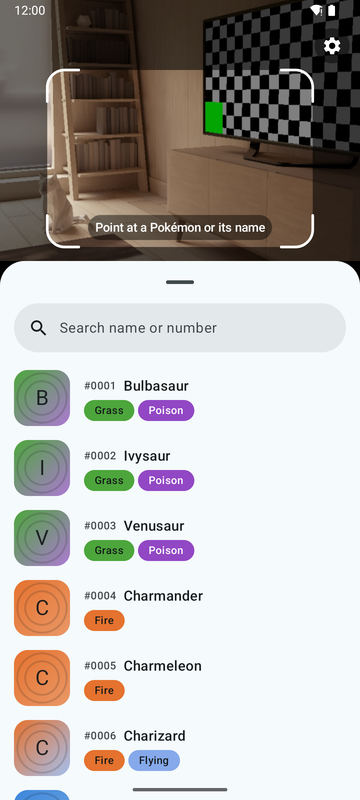 12:00
Point at a Pokémon or its name
Search name or number
B
#0001 Bulbasaur
Grass Poison
I
#0002 Ivysaur
Grass Poison
V
#0003 Venusaur
Grass Poison
C
#0004 Charmander
Fire
C
#0005 Charmeleon
Fire
C
#0006 Charizard
Fire Flying